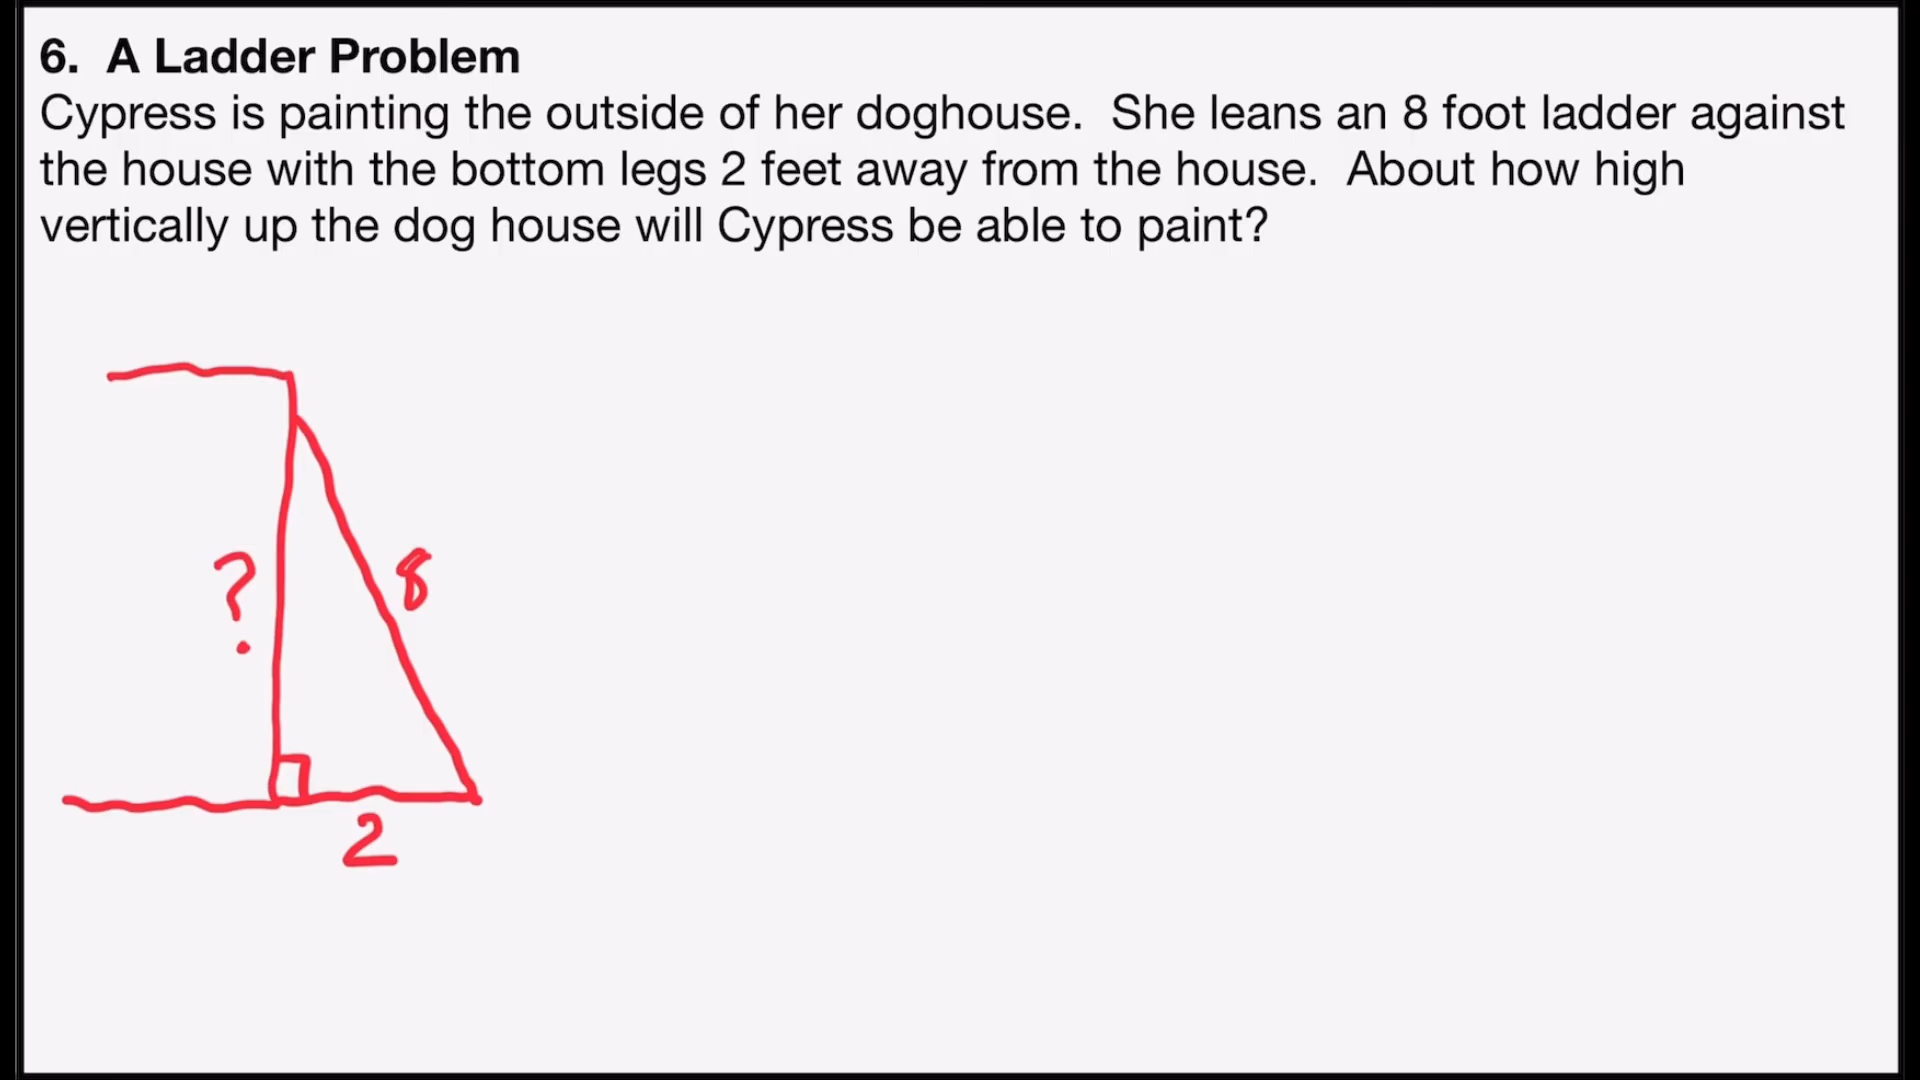 6. A Ladder Problem
Cypress is painting the outside of her doghouse. She leans an 8 foot ladder against
the house with the bottom legs 2 feet away from the house. About how high
vertically up the dog house will Cypress be able to paint?
?
8
2